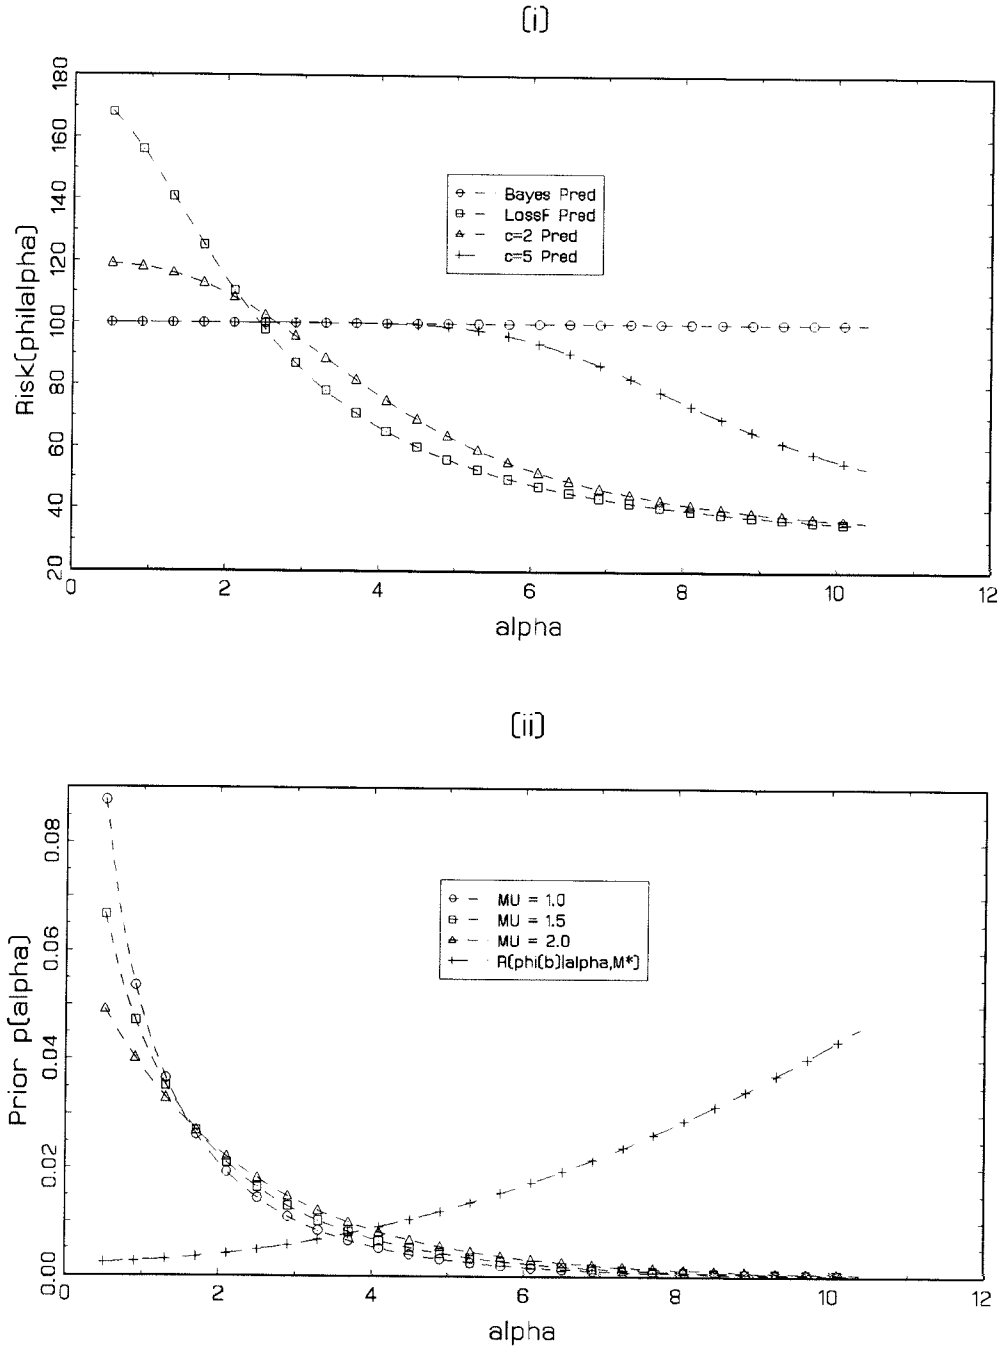 (i)
Risk(philalpha)
180
160
140
120
100
80
60
40
20
Bayes Pred
LossF Pred
c=2 Pred
c=5 Pred
0 2 4 6 8 10 12
alpha
(ii)
Prior p(alpha)
0.08
0.06
0.04
0.02
0.00
MU = 1.0
MU = 1.5
MU = 2.0
R(phi(b)|alpha,M*)
0 2 4 6 8 10 12
alpha